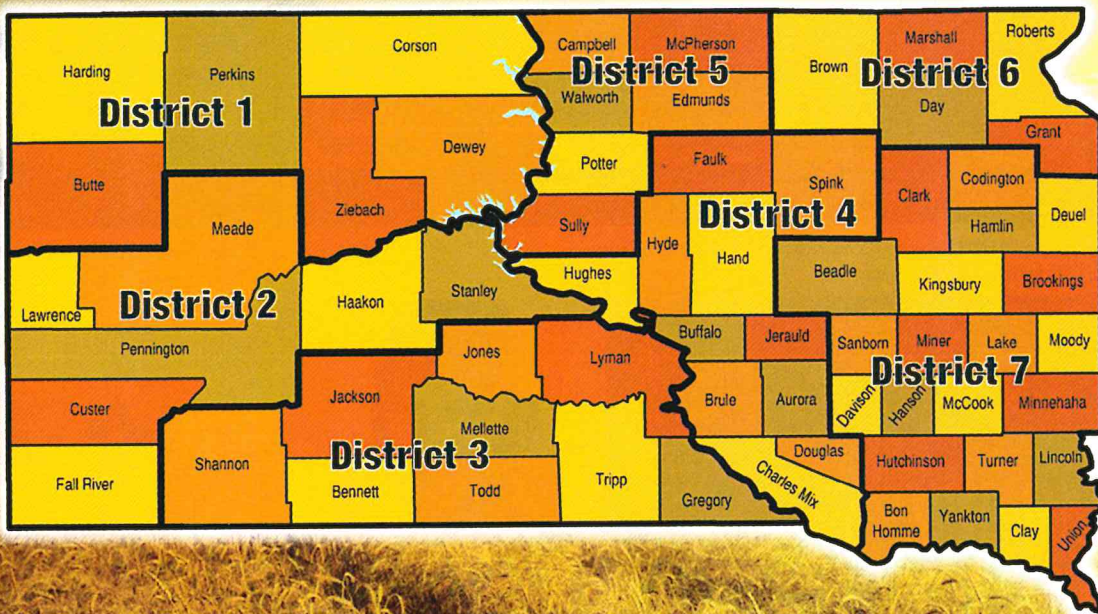 Harding
Perkins
Corson
District 1
Butte
Dewey
Ziebach
Meade
District 2
Lawrence
Pennington
Haakon
Stanley
Custer
Fall River
Shannon
Jackson
Jones
Lyman
Mellette
District 3
Bennett
Todd
Tripp
Gregory
Campbell
McPherson
District 5
Walworth
Edmunds
Potter
Sully
Faulk
Spink
District 4
Hyde
Hand
Hughes
Buffalo
Jerauld
Brule
Aurora
Douglas
Charles Mix
Brown
Marshall
Roberts
District 6
Day
Grant
Clark
Codington
Hamlin
Deuel
Beadle
Kingsbury
Brookings
Sanborn
Miner
Lake
Moody
District 7
Davison
Hanson
McCook
Minnehaha
Hutchinson
Turner
Lincoln
Bon
Homme
Yankton
Clay
Union